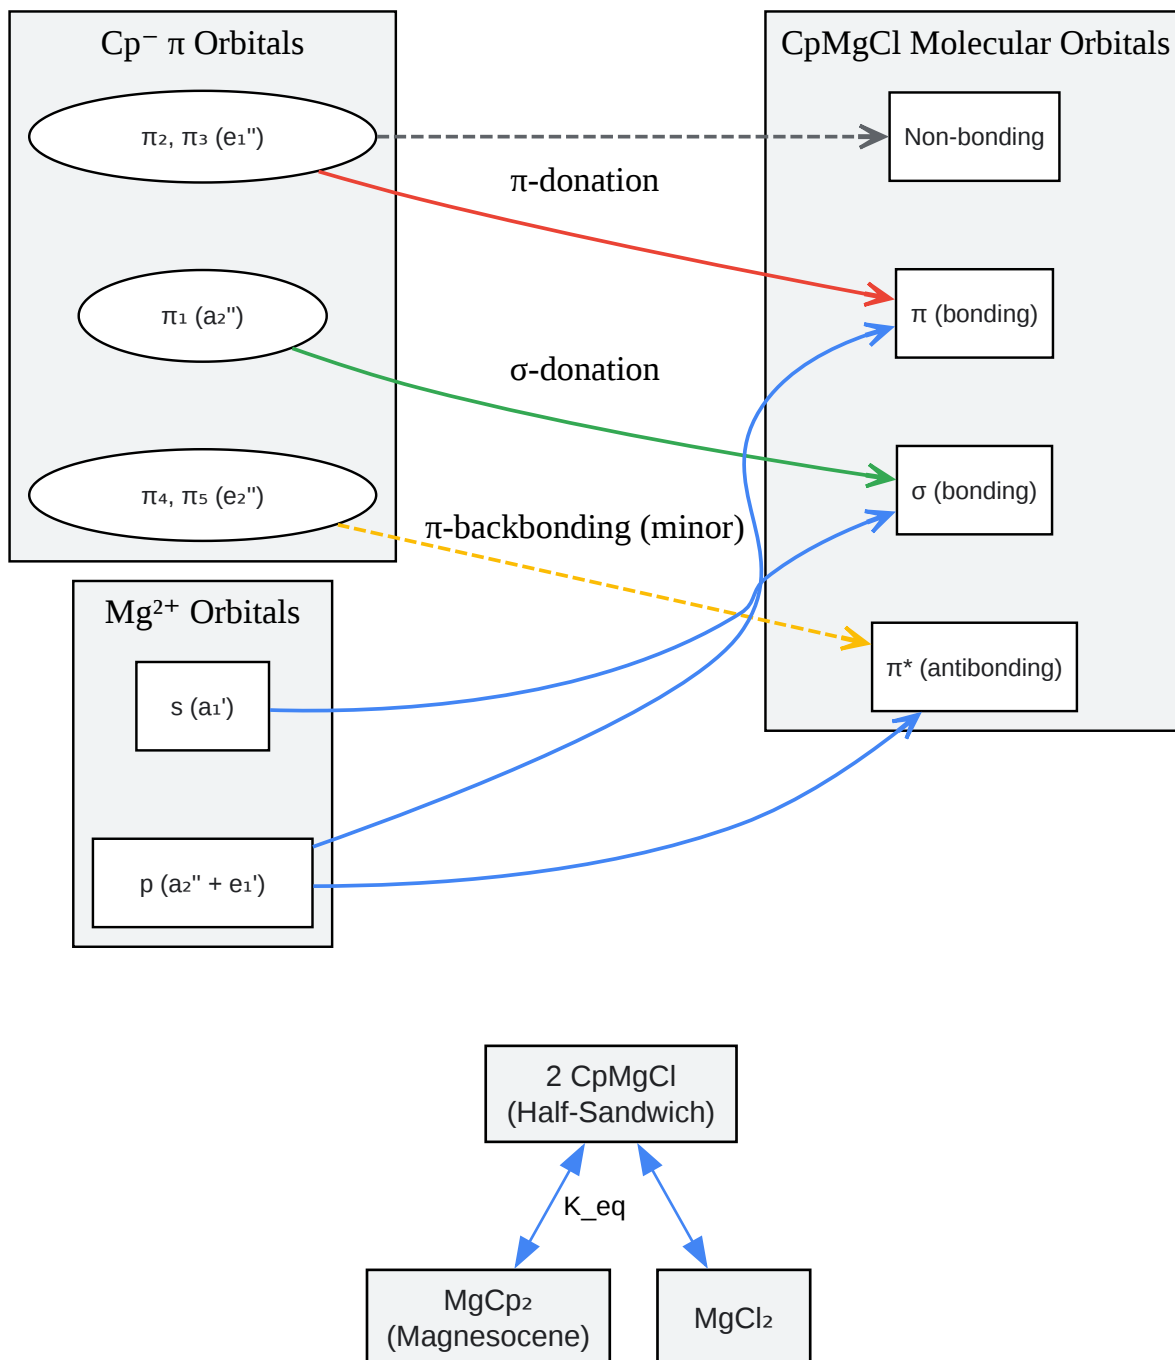 Cp⁻ π Orbitals
π₂, π₃ (e₁")
π₁ (a₂")
π₄, π₅ (e₂")
Mg²⁺ Orbitals
s (a₁')
p (a₂" + e₁')
π-donation
σ-donation
π-backbonding (minor)
CpMgCl Molecular Orbitals
Non-bonding
π (bonding)
σ (bonding)
π* (antibonding)
2 CpMgCl
(Half-Sandwich)
K_eq
MgCp₂
(Magnesocene)
MgCl₂